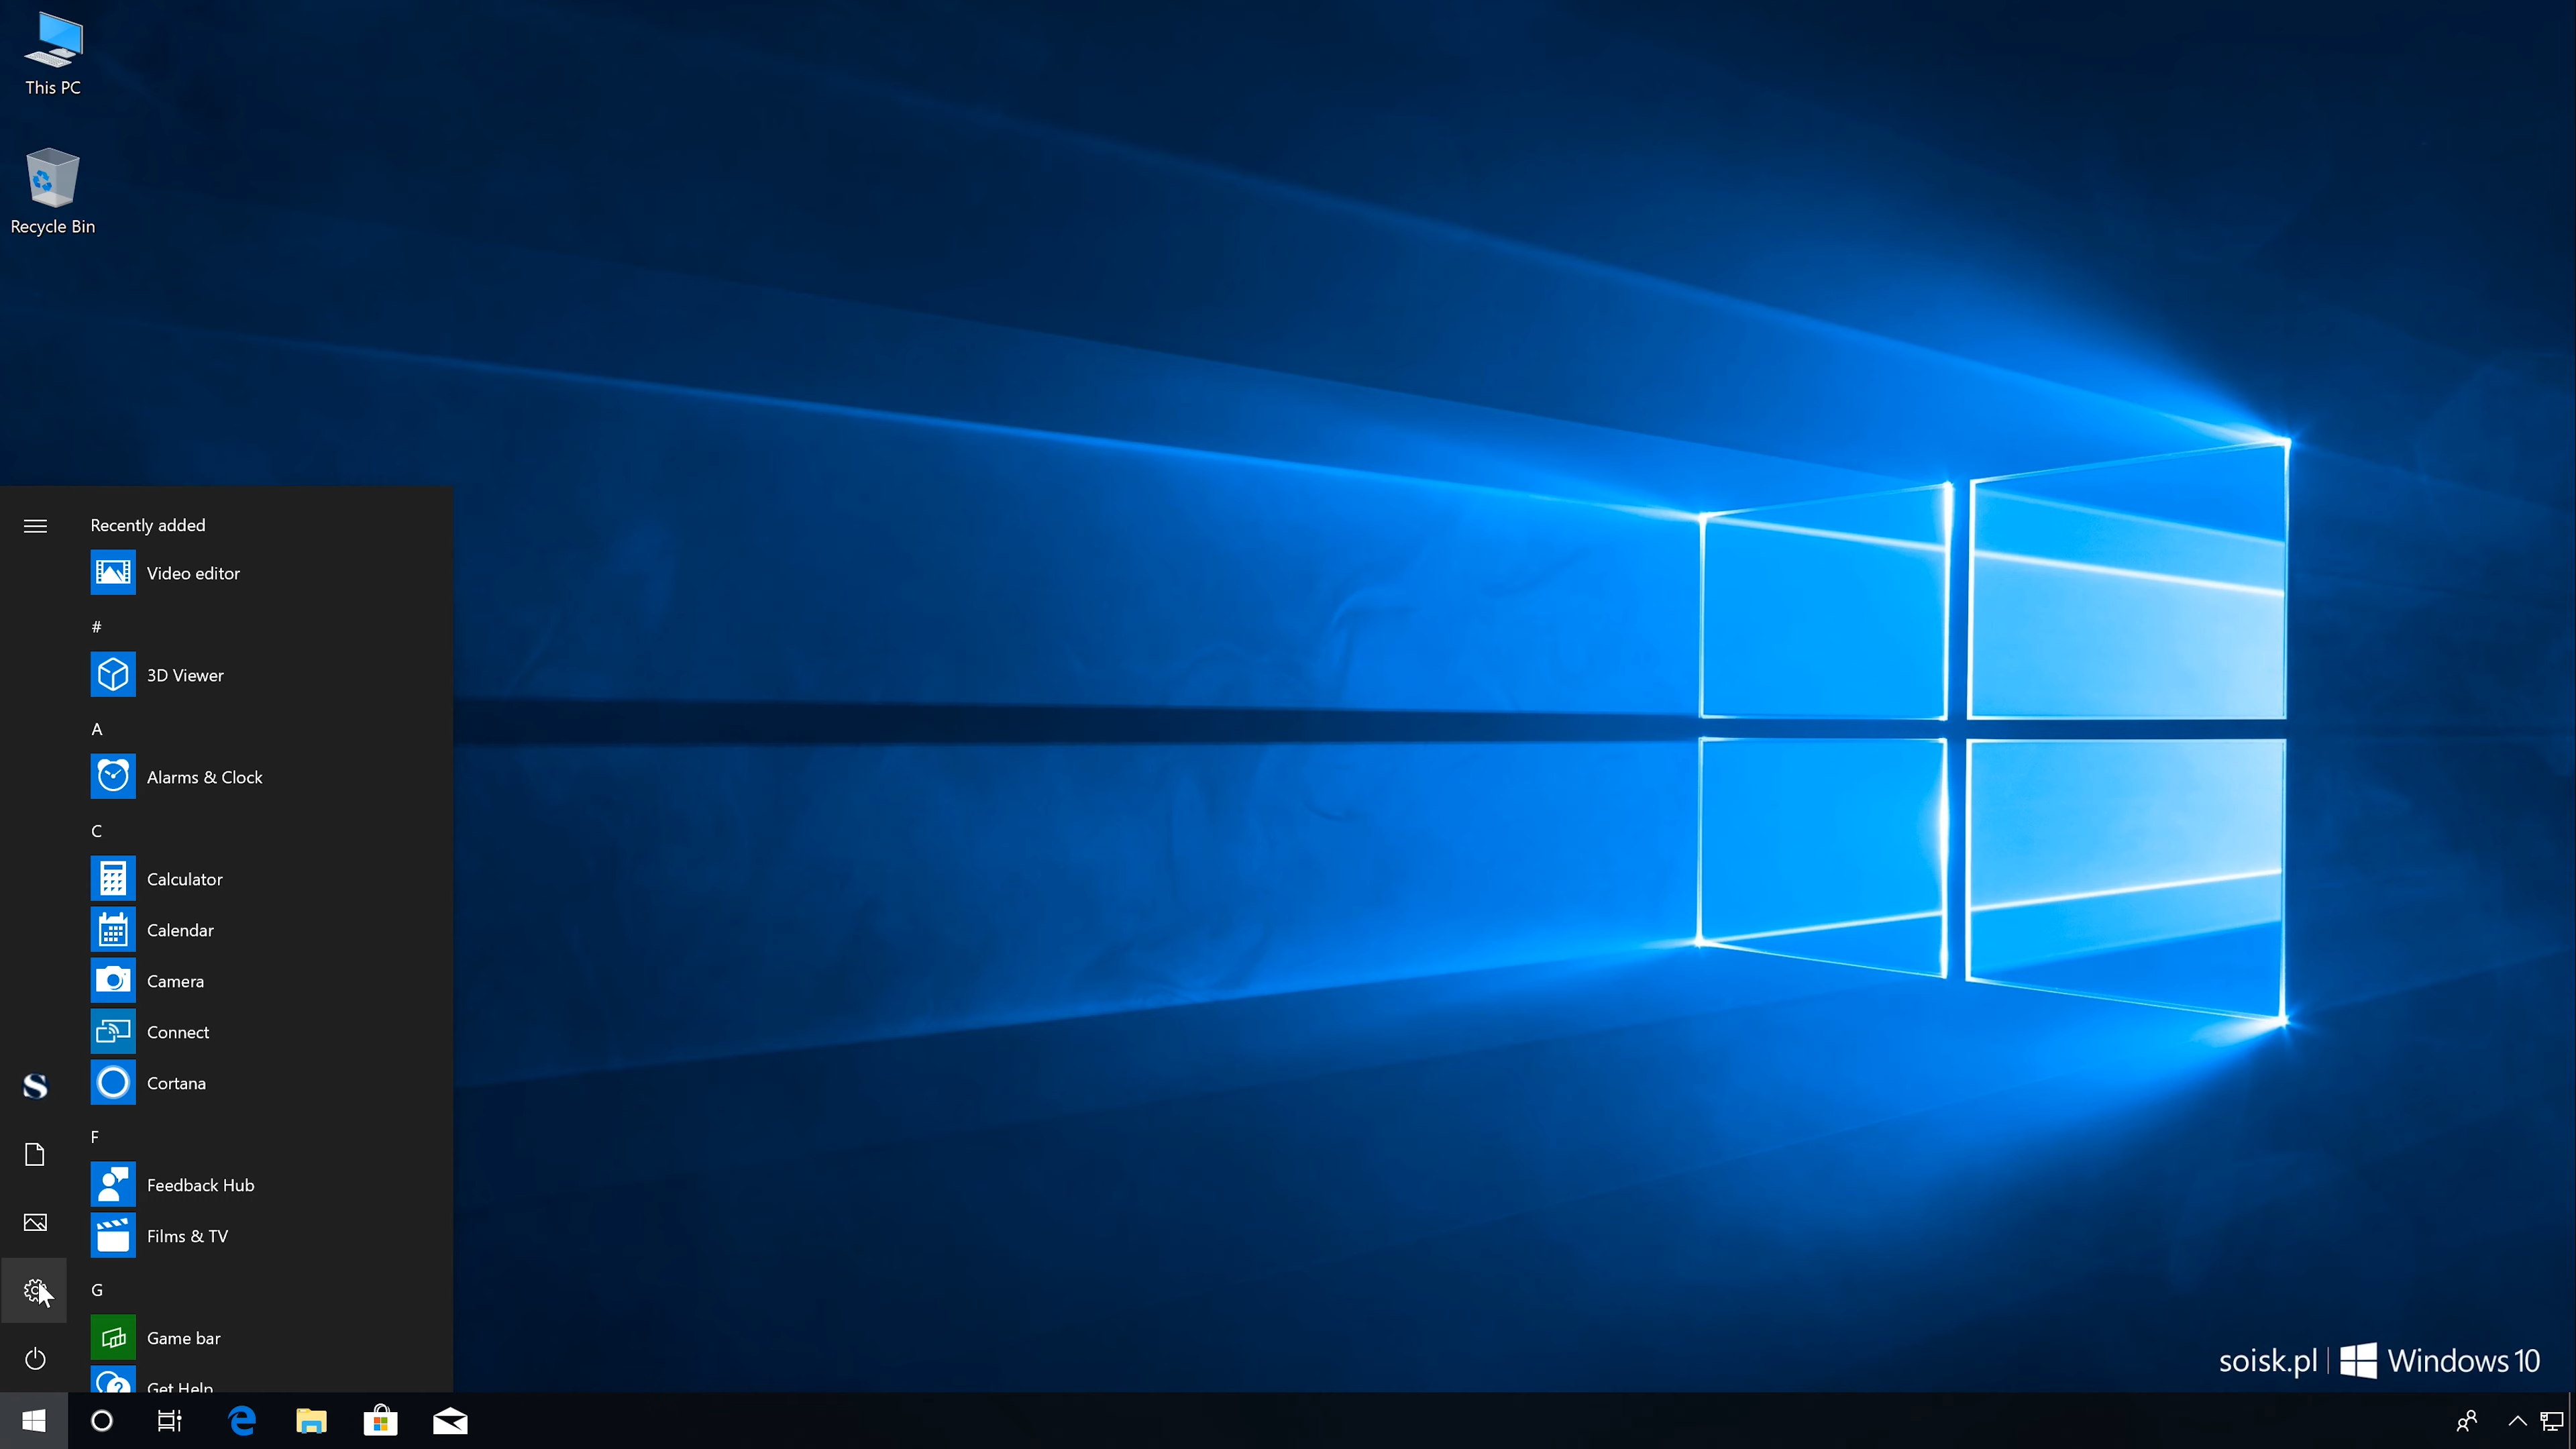 This PC
Recycle Bin
Recently added
Video editor
#
3D Viewer
A
Alarms & Clock
C
Calculator
Calendar
Camera
Connect
Cortana
F
Feedback Hub
Films & TV
G
Game bar
Get Help
soisk.pl | Windows 10